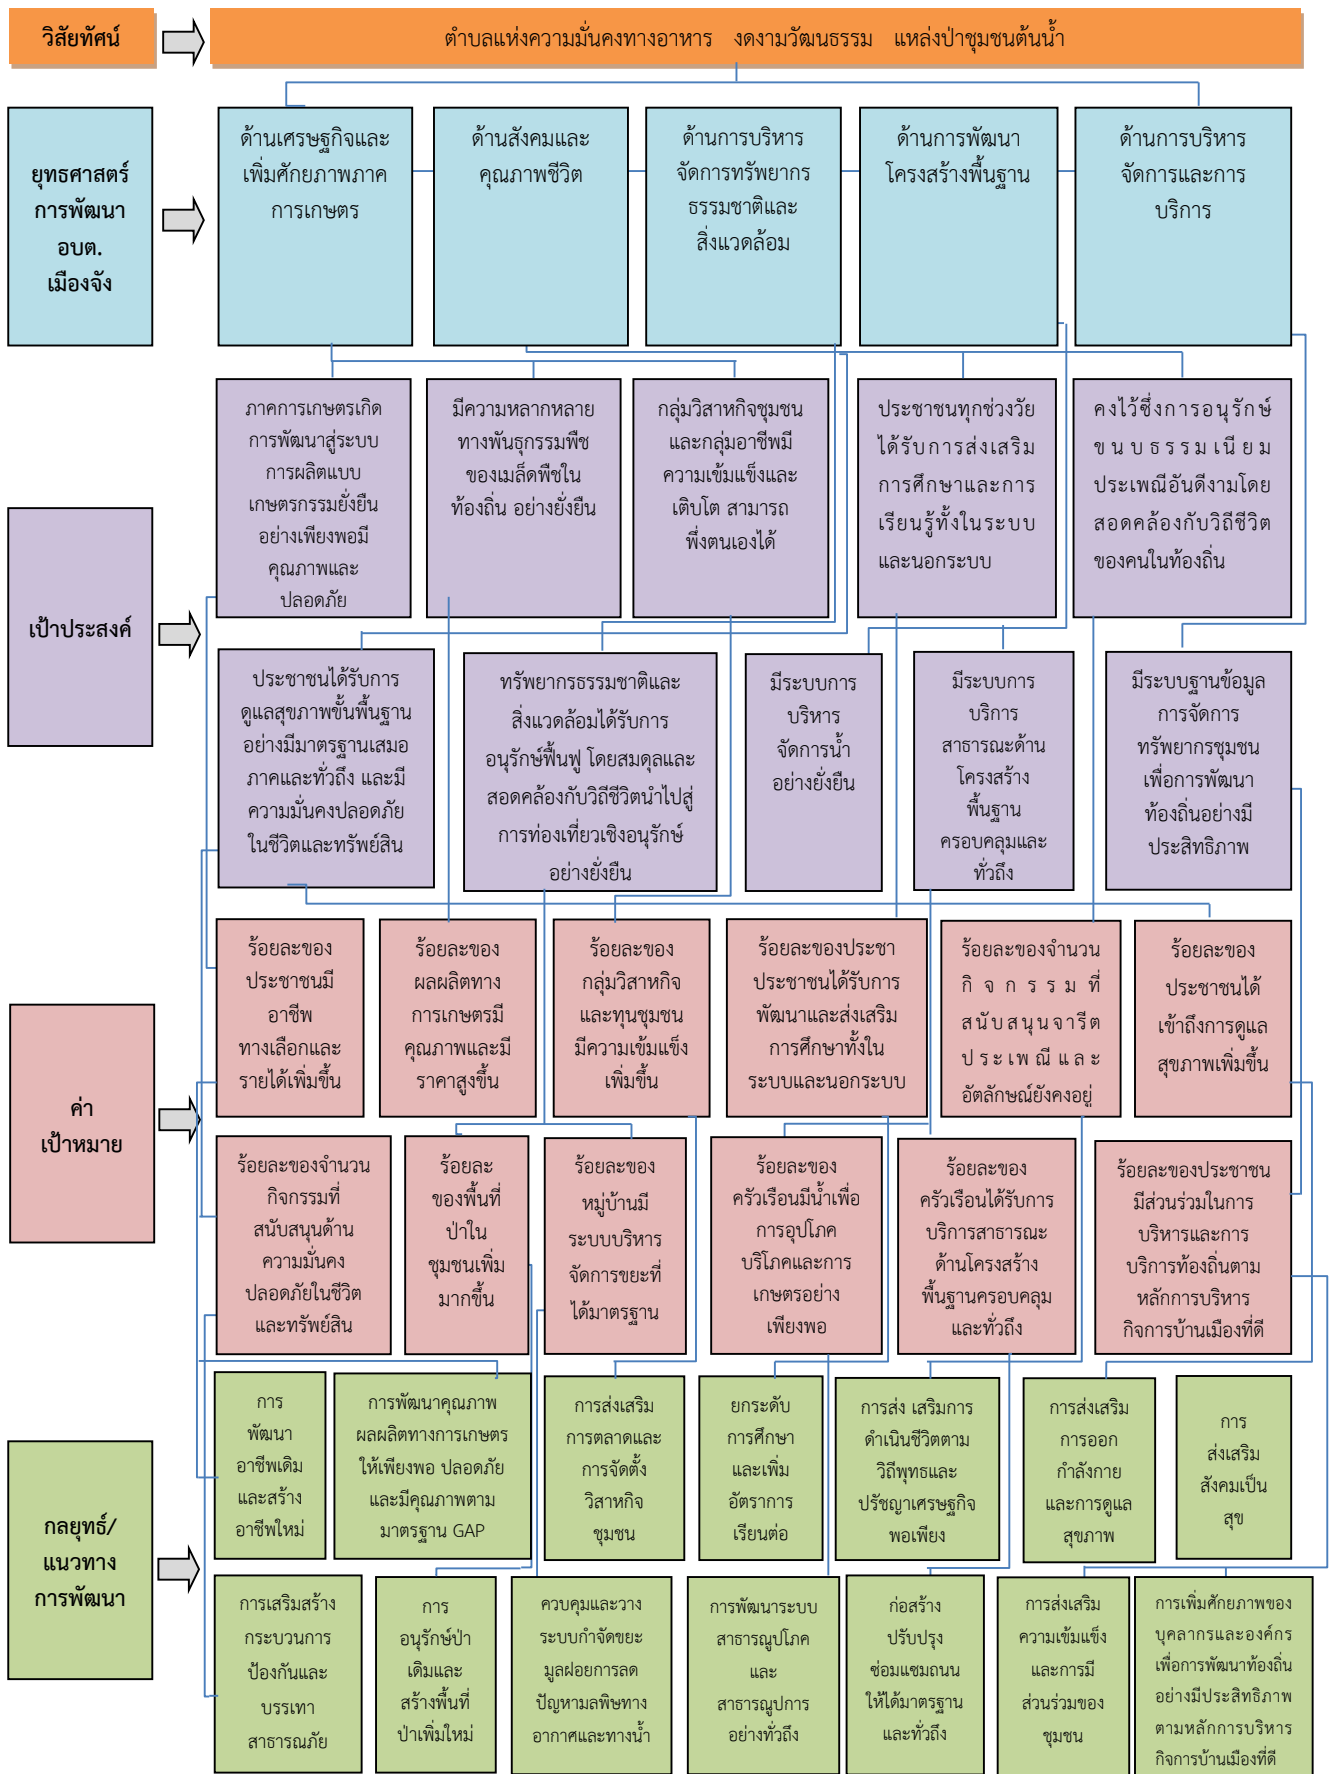 วิสัยทัศน์
ตำบลแห่งความมั่นคงทางอาหาร งดงามวัฒนธรรม แหล่งป่าชุมชนต้นน้ำ
ยุทธศาสตร์
การพัฒนา
อบต.
เมืองจัง
ด้านเศรษฐกิจและ
เพิ่มศักยภาพภาค
การเกษตร
ด้านสังคมและ
คุณภาพชีวิต
ด้านการบริหาร
จัดการทรัพยากร
ธรรมชาติและ
สิ่งแวดล้อม
ด้านการพัฒนา
โครงสร้างพื้นฐาน
ด้านการบริหาร
จัดการและการ
บริการ
เป้าประสงค์
ภาคการเกษตรเกิด
การพัฒนาสู่ระบบ
การผลิตแบบ
เกษตรกรรมยั่งยืน
อย่างเพียงพอมี
คุณภาพและ
ปลอดภัย
มีความหลากหลาย
ทางพันธุกรรมพืช
ของเมล็ดพืชใน
ท้องถิ่น อย่างยั่งยืน
กลุ่มวิสาหกิจชุมชน
และกลุ่มอาชีพมี
ความเข้มแข็งและ
เติบโต สามารถ
พึ่งตนเองได้
ประชาชนทุกช่วงวัย
ได้รับการส่งเสริม
การศึกษาและการ
เรียนรู้ทั้งในระบบ
และนอกระบบ
คงไว้ซึ่งการอนุรักษ์
ขนบธรรมเนียม
ประเพณีอันดีงามโดย
สอดคล้องกับวิถีชีวิต
ของคนในท้องถิ่น
ประชาชนได้รับการ
ดูแลสุขภาพขั้นพื้นฐาน
อย่างมีมาตรฐานเสมอ
ภาคและทั่วถึง และมี
ความมั่นคงปลอดภัย
ในชีวิตและทรัพย์สิน
ทรัพยากรธรรมชาติและ
สิ่งแวดล้อมได้รับการ
อนุรักษ์ฟื้นฟู โดยสมดุลและ
สอดคล้องกับวิถีชีวิตนำไปสู่
การท่องเที่ยวเชิงอนุรักษ์
อย่างยั่งยืน
มีระบบการ
บริหาร
จัดการน้ำ
อย่างยั่งยืน
มีระบบการ
บริการ
สาธารณะด้าน
โครงสร้าง
พื้นฐาน
ครอบคลุมและ
ทั่วถึง
มีระบบฐานข้อมูล
การจัดการ
ทรัพยากรชุมชน
เพื่อการพัฒนา
ท้องถิ่นอย่างมี
ประสิทธิภาพ
ค่า
เป้าหมาย
ร้อยละของ
ประชาชนมี
อาชีพ
ทางเลือกและ
รายได้เพิ่มขึ้น
ร้อยละของ
ผลผลิตทาง
การเกษตรมี
คุณภาพและมี
ราคาสูงขึ้น
ร้อยละของ
กลุ่มวิสาหกิจ
และทุนชุมชน
มีความเข้มแข็ง
เพิ่มขึ้น
ร้อยละของประชา
ประชาชนได้รับการ
พัฒนาและส่งเสริม
การศึกษาทั้งใน
ระบบและนอกระบบ
ร้อยละของจำนวน
กิจกรรมที่
สนับสนุนจารีต
ประเพณีและ
อัตลักษณ์ยังคงอยู่
ร้อยละของ
ประชาชนได้
เข้าถึงการดูแล
สุขภาพเพิ่มขึ้น
ร้อยละของจำนวน
กิจกรรมที่
สนับสนุนด้าน
ความมั่นคง
ปลอดภัยในชีวิต
และทรัพย์สิน
ร้อยละ
ของพื้นที่
ป่าใน
ชุมชนเพิ่ม
มากขึ้น
ร้อยละของ
หมู่บ้านมี
ระบบบริหาร
จัดการขยะที่
ได้มาตรฐาน
ร้อยละของ
ครัวเรือนมีน้ำเพื่อ
การอุปโภค
บริโภคและการ
เกษตรอย่าง
เพียงพอ
ร้อยละของ
ครัวเรือนได้รับการ
บริการสาธารณะ
ด้านโครงสร้าง
พื้นฐานครอบคลุม
และทั่วถึง
ร้อยละของประชาชน
มีส่วนร่วมในการ
บริหารและการ
บริการท้องถิ่นตาม
หลักการบริหาร
กิจการบ้านเมืองที่ดี
กลยุทธ์/
แนวทาง
การพัฒนา
การ
พัฒนา
อาชีพเดิม
และสร้าง
อาชีพใหม่
การพัฒนาคุณภาพ
ผลผลิตทางการเกษตร
ให้เพียงพอ ปลอดภัย
และมีคุณภาพตาม
มาตรฐาน GAP
การส่งเสริม
การตลาดและ
การจัดตั้ง
วิสาหกิจ
ชุมชน
ยกระดับ
การศึกษา
และเพิ่ม
อัตราการ
เรียนต่อ
การส่ง เสริมการ
ดำเนินชีวิตตาม
วิถีพุทธและ
ปรัชญาเศรษฐกิจ
พอเพียง
การส่งเสริม
การออก
กำลังกาย
และการดูแล
สุขภาพ
การ
ส่งเสริม
สังคมเป็น
สุข
การเสริมสร้าง
กระบวนการ
ป้องกันและ
บรรเทา
สาธารณภัย
การ
อนุรักษ์ป่า
เดิมและ
สร้างพื้นที่
ป่าเพิ่มใหม่
ควบคุมและวาง
ระบบกำจัดขยะ
มูลฝอยการลด
ปัญหามลพิษทาง
อากาศและทางน้ำ
การพัฒนาระบบ
สาธารณูปโภค
และ
สาธารณูปการ
อย่างทั่วถึง
ก่อสร้าง
ปรับปรุง
ซ่อมแซมถนน
ให้ได้มาตรฐาน
และทั่วถึง
การส่งเสริม
ความเข้มแข็ง
และการมี
ส่วนร่วมของ
ชุมชน
การเพิ่มศักยภาพของ
บุคลากรและองค์กร
เพื่อการพัฒนาท้องถิ่น
อย่างมีประสิทธิภาพ
ตามหลักการบริหาร
กิจการบ้านเมืองที่ดี